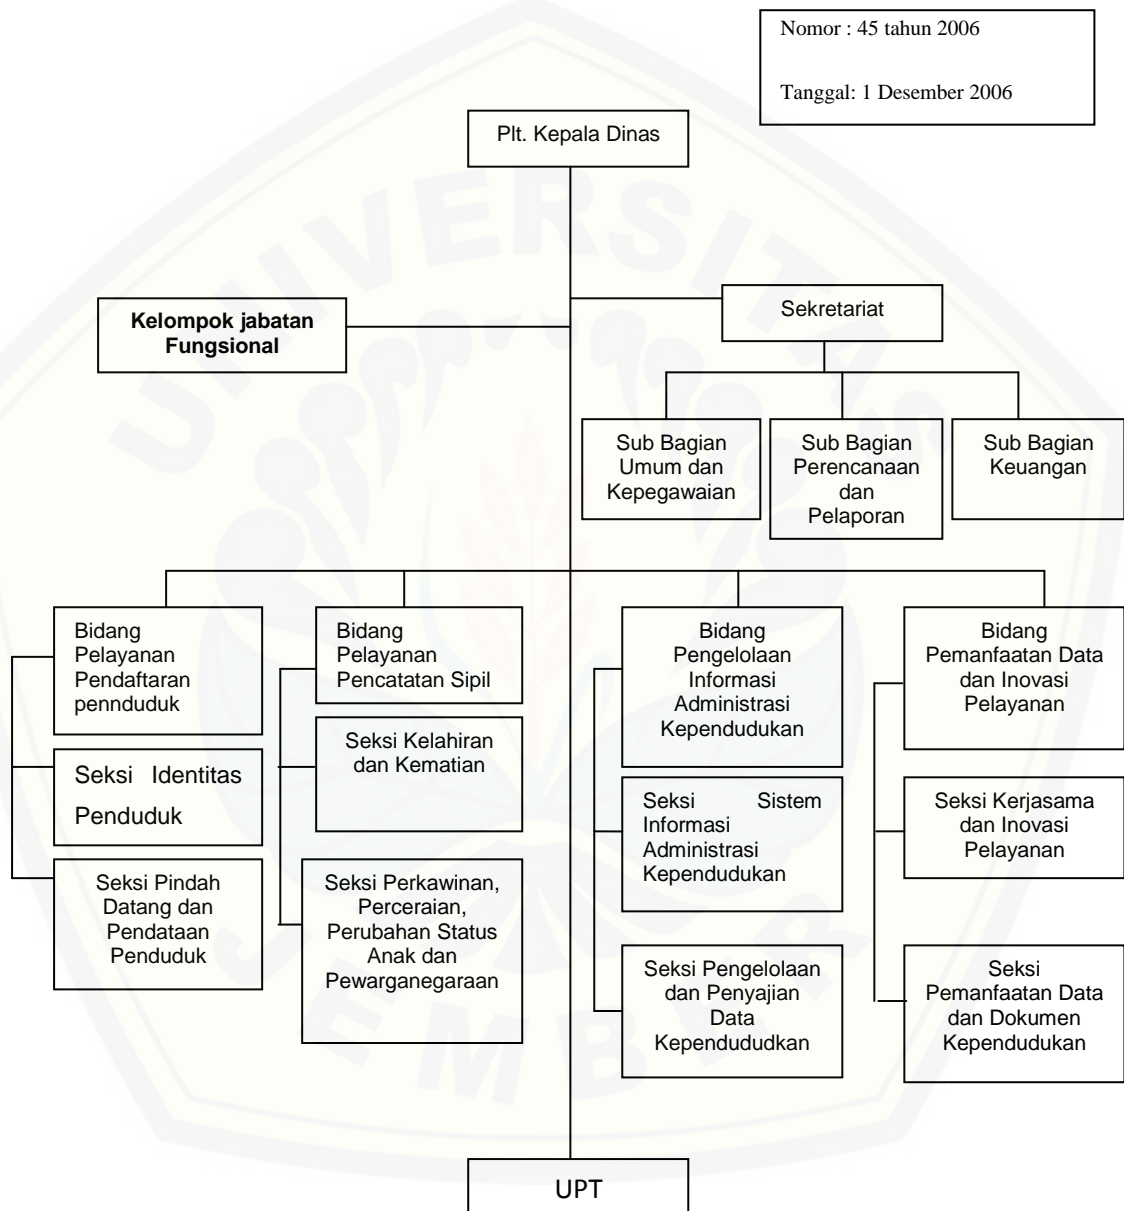 Nomor : 45 tahun 2006
Tanggal: 1 Desember 2006
Plt. Kepala Dinas
Kelompok jabatan
Fungsional
Sekretariat
Sub Bagian
Umum dan
Kepegawaian
Sub Bagian
Perencanaan
dan
Pelaporan
Sub Bagian
Keuangan
Bidang
Pelayanan
Pendaftaran
pennduduk
Seksi Identitas
Penduduk
Seksi Pindah
Datang dan
Pendataan
Penduduk
Bidang
Pelayanan
Pencatatan Sipil
Seksi Kelahiran
dan Kematian
Seksi Perkawinan,
Perceraian,
Perubahan Status
Anak dan
Pewarganegaraan
Bidang
Pengelolaan
Informasi
Administrasi
Kependudukan
Seksi Sistem
Informasi
Administrasi
Kependudukan
Seksi Pengelolaan
dan Penyajian
Data
Kependududkan
Bidang
Pemanfaatan Data
dan Inovasi
Pelayanan
Seksi Kerjasama
dan Inovasi
Pelayanan
Seksi
Pemanfaatan Data
dan Dokumen
Kependudukan
UPT
UNIVERSITAS
JEMBER